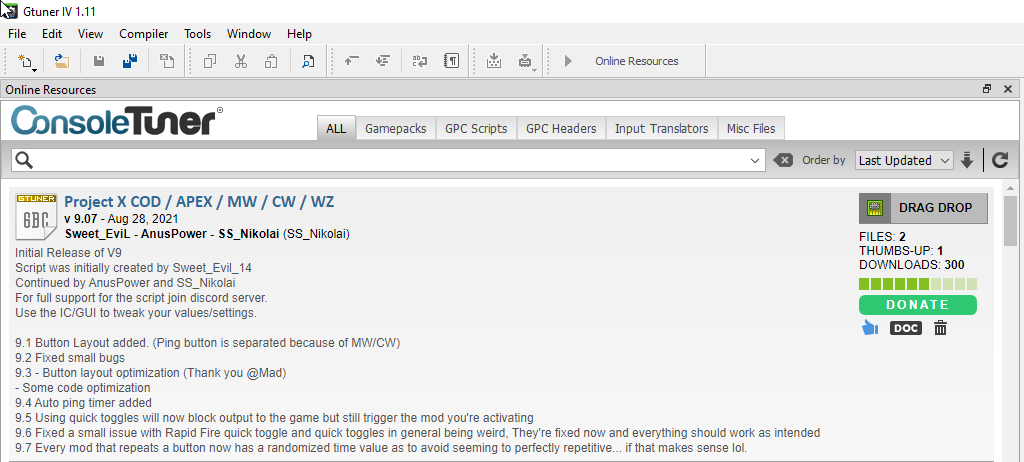 Gtuner IV 1.11
File Edit View Compiler Tools Window Help
Online Resources
Online Resources
ConsoleTuner®
ALL Gamepacks GPC Scripts GPC Headers Input Translators Misc Files
Order by Last Updated
GTUNER
GBC
Project X COD / APEX / MW / CW / WZ
v 9.07 - Aug 28, 2021
Sweet_EviL - AnusPower - SS_Nikolai (SS_Nikolai)
Initial Release of V9
Script was initially created by Sweet_Evil_14
Continued by AnusPower and SS_Nikolai
For full support for the script join discord server.
Use the IC/GUI to tweak your values/settings.
9.1 Button Layout added. (Ping button is separated because of MW/CW)
9.2 Fixed small bugs
9.3 - Button layout optimization (Thank you @Mad)
- Some code optimization
9.4 Auto ping timer added
9.5 Using quick toggles will now block output to the game but still trigger the mod you're activating
9.6 Fixed a small issue with Rapid Fire quick toggle and quick toggles in general being weird, They're fixed now and everything should work as intended
9.7 Every mod that repeats a button now has a randomized time value as to avoid seeming to perfectly repetitive... if that makes sense lol.
DRAG DROP
FILES: 2
THUMBS-UP: 1
DOWNLOADS: 300
DONATE
DOC